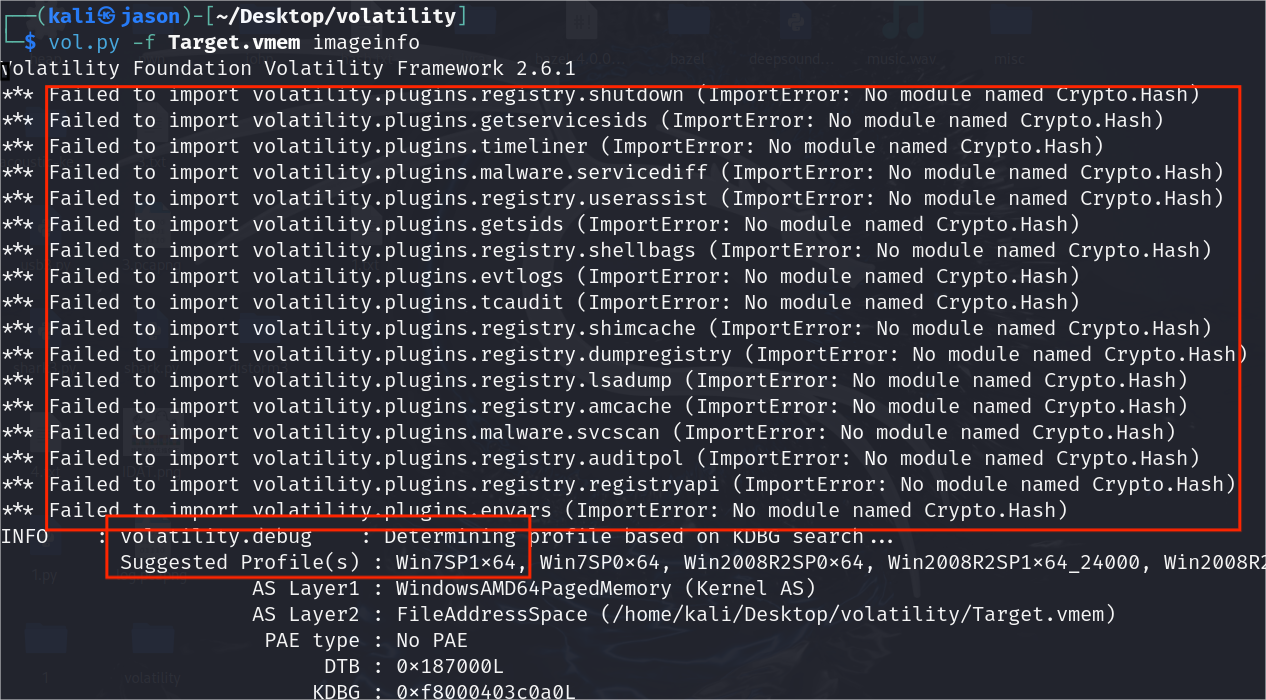 ┌──(kali㉿jason)-[~/Desktop/volatility]
└─$ vol.py -f Target.vmem imageinfo
Volatility Foundation Volatility Framework 2.6.1
*** Failed to import volatility.plugins.registry.shutdown (ImportError: No module named Crypto.Hash)
*** Failed to import volatility.plugins.getservicesids (ImportError: No module named Crypto.Hash)
*** Failed to import volatility.plugins.timeliner (ImportError: No module named Crypto.Hash)
*** Failed to import volatility.plugins.malware.servicediff (ImportError: No module named Crypto.Hash)
*** Failed to import volatility.plugins.registry.userassist (ImportError: No module named Crypto.Hash)
*** Failed to import volatility.plugins.getsids (ImportError: No module named Crypto.Hash)
*** Failed to import volatility.plugins.registry.shellbags (ImportError: No module named Crypto.Hash)
*** Failed to import volatility.plugins.evtlogs (ImportError: No module named Crypto.Hash)
*** Failed to import volatility.plugins.tcaudit (ImportError: No module named Crypto.Hash)
*** Failed to import volatility.plugins.registry.shimcache (ImportError: No module named Crypto.Hash)
*** Failed to import volatility.plugins.registry.dumpregistry (ImportError: No module named Crypto.Hash)
*** Failed to import volatility.plugins.registry.lsadump (ImportError: No module named Crypto.Hash)
*** Failed to import volatility.plugins.registry.amcache (ImportError: No module named Crypto.Hash)
*** Failed to import volatility.plugins.malware.svcscan (ImportError: No module named Crypto.Hash)
*** Failed to import volatility.plugins.registry.auditpol (ImportError: No module named Crypto.Hash)
*** Failed to import volatility.plugins.registry.registryapi (ImportError: No module named Crypto.Hash)
*** Failed to import volatility.plugins.envars (ImportError: No module named Crypto.Hash)
INFO    : volatility.debug    : Determining profile based on KDBG search...
Suggested Profile(s) : Win7SP1x64, Win7SP0x64, Win2008R2SP0x64, Win2008R2SP1x64_24000, Win2008R2
AS Layer1 : WindowsAMD64PagedMemory (Kernel AS)
AS Layer2 : FileAddressSpace (/home/kali/Desktop/volatility/Target.vmem)
PAE type : No PAE
DTB : 0x187000L
KDBG : 0xf8000403c0a0L
bazel
deepsound...
music.wav
misc
1.py
1
volatility